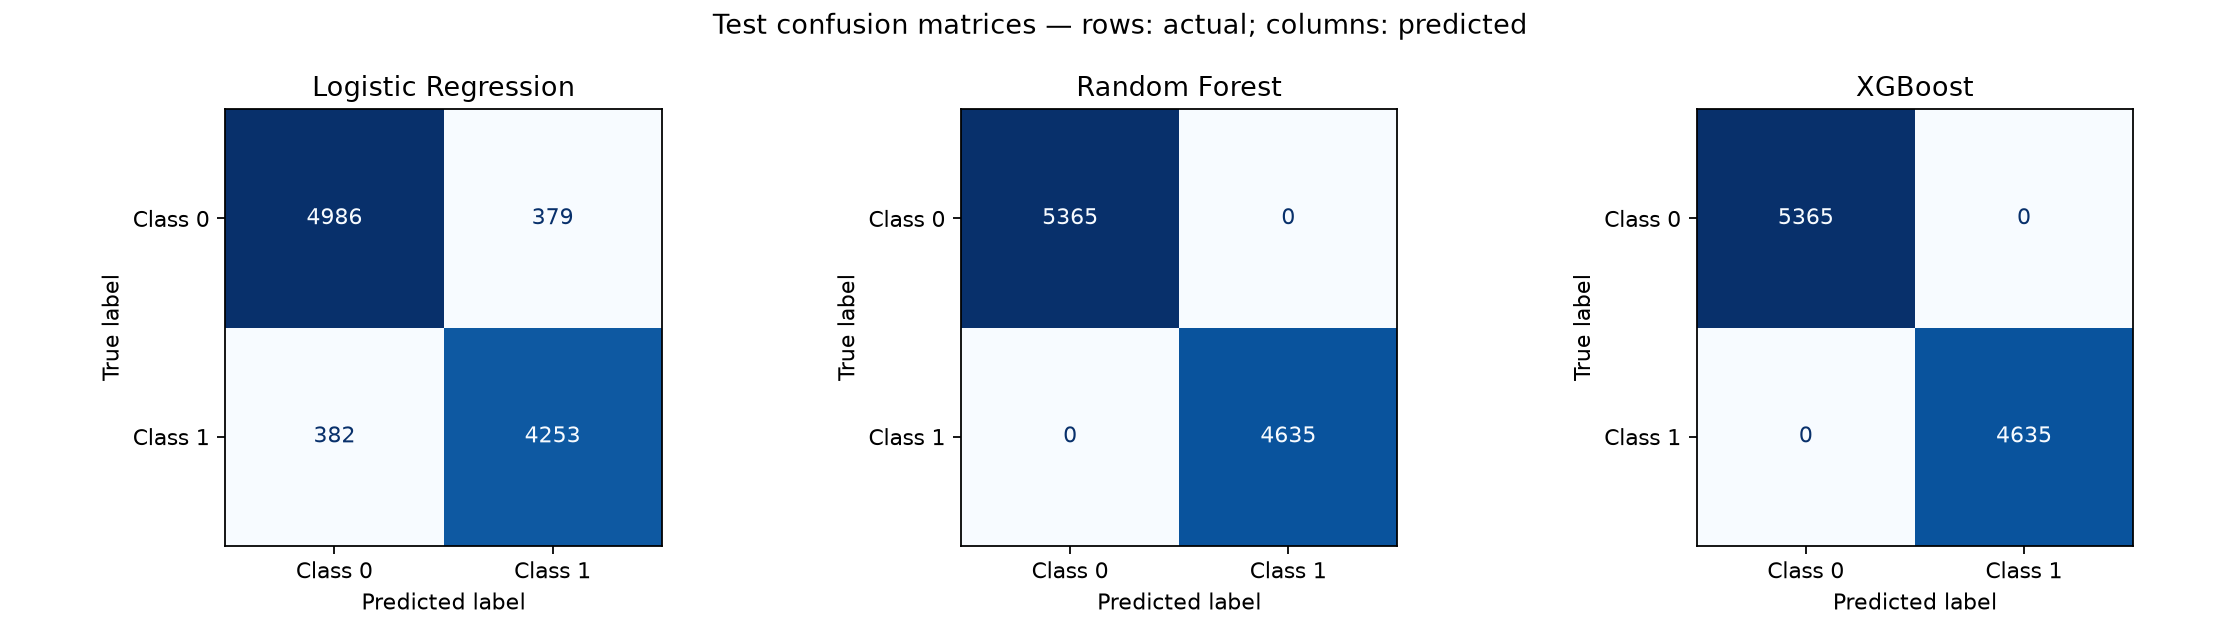 Test confusion matrices — rows: actual; columns: predicted
Logistic Regression
True label
Class 0
4986
379
Class 1
382
4253
Class 0
Class 1
Predicted label
Random Forest
True label
Class 0
5365
0
Class 1
0
4635
Class 0
Class 1
Predicted label
XGBoost
True label
Class 0
5365
0
Class 1
0
4635
Class 0
Class 1
Predicted label